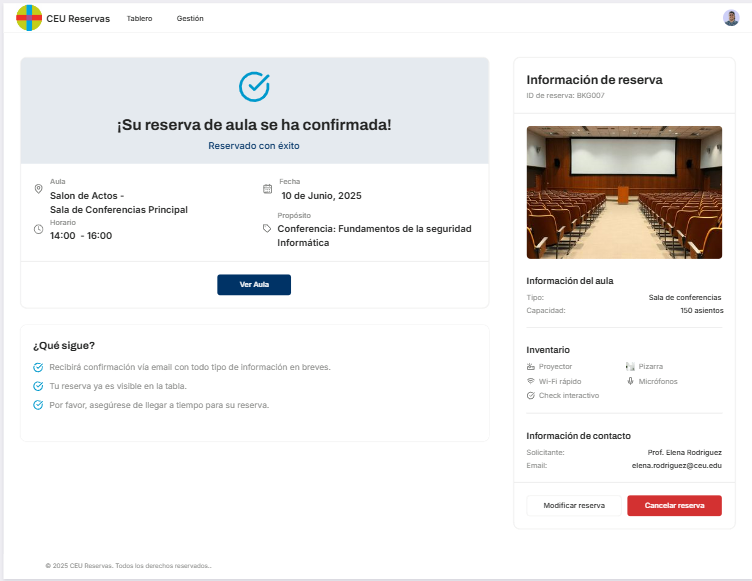 CEU Reservas
Tablero
Gestión
¡Su reserva de aula se ha confirmada!
Reservado con éxito
Aula
Salon de Actos -
Sala de Conferencias Principal
Horario
14:00 - 16:00
Fecha
10 de Junio, 2025
Propósito
Conferencia: Fundamentos de la seguridad
Informática
Ver Aula
¿Qué sigue?
Recibirá confirmación via email con todo tipo de información en breves.
Tu reserva ya es visible en la tabla.
Por favor, asegúrese de llegar a tiempo para su reserva.
Información de reserva
ID de reserva: BKG007
Información del aula
Tipo: Sala de conferencias
Capacidad: 150 asientos
Inventario
Proyector
Pizarra
Wi-Fi rápido
Micrófonos
Check interactivo
Información de contacto
Solicitante: Prof. Elena Rodriguez
Email: elena.rodriguez@ceu.edu
Modificar reserva
Cancelar reserva
© 2025 CEU Reservas. Todos los derechos reservados..